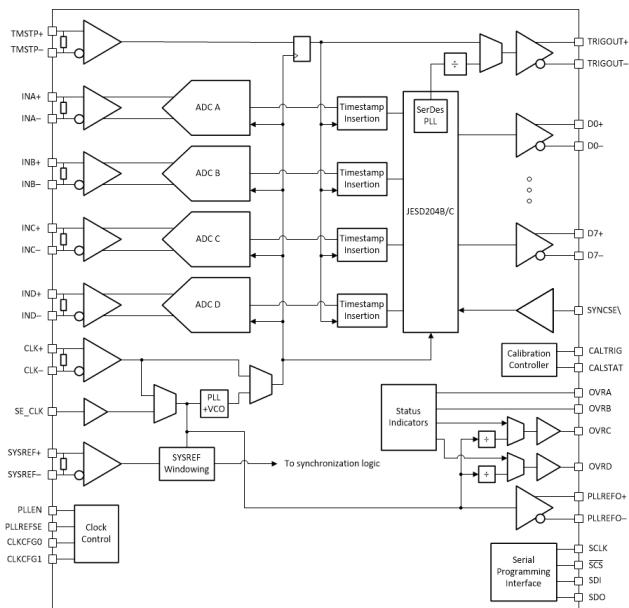 TMSTP+
TMSTP–
TRIGOUT+
TRIGOUT–
÷
INA+
INA–
ADC A
Timestamp
Insertion
SerDes
PLL
D0+
D0–
INB+
INB–
ADC B
Timestamp
Insertion
JESD204B/C
INC+
INC–
ADC C
Timestamp
Insertion
D7+
D7–
IND+
IND–
ADC D
Timestamp
Insertion
SYNCSE\
CLK+
CLK–
Calibration
Controller
CALTRIG
CALSTAT
SE_CLK
PLL
+VCO
Status
Indicators
OVRA
OVRB
OVRC
÷
OVRD
÷
SYSREF+
SYSREF–
SYSREF
Windowing
To synchronization logic
PLLREFO+
PLLREFO–
PLLEN
PLLREFSE
CLKCFG0
CLKCFG1
Clock
Control
Serial
Programming
Interface
SCLK
SCS
SDI
SDO